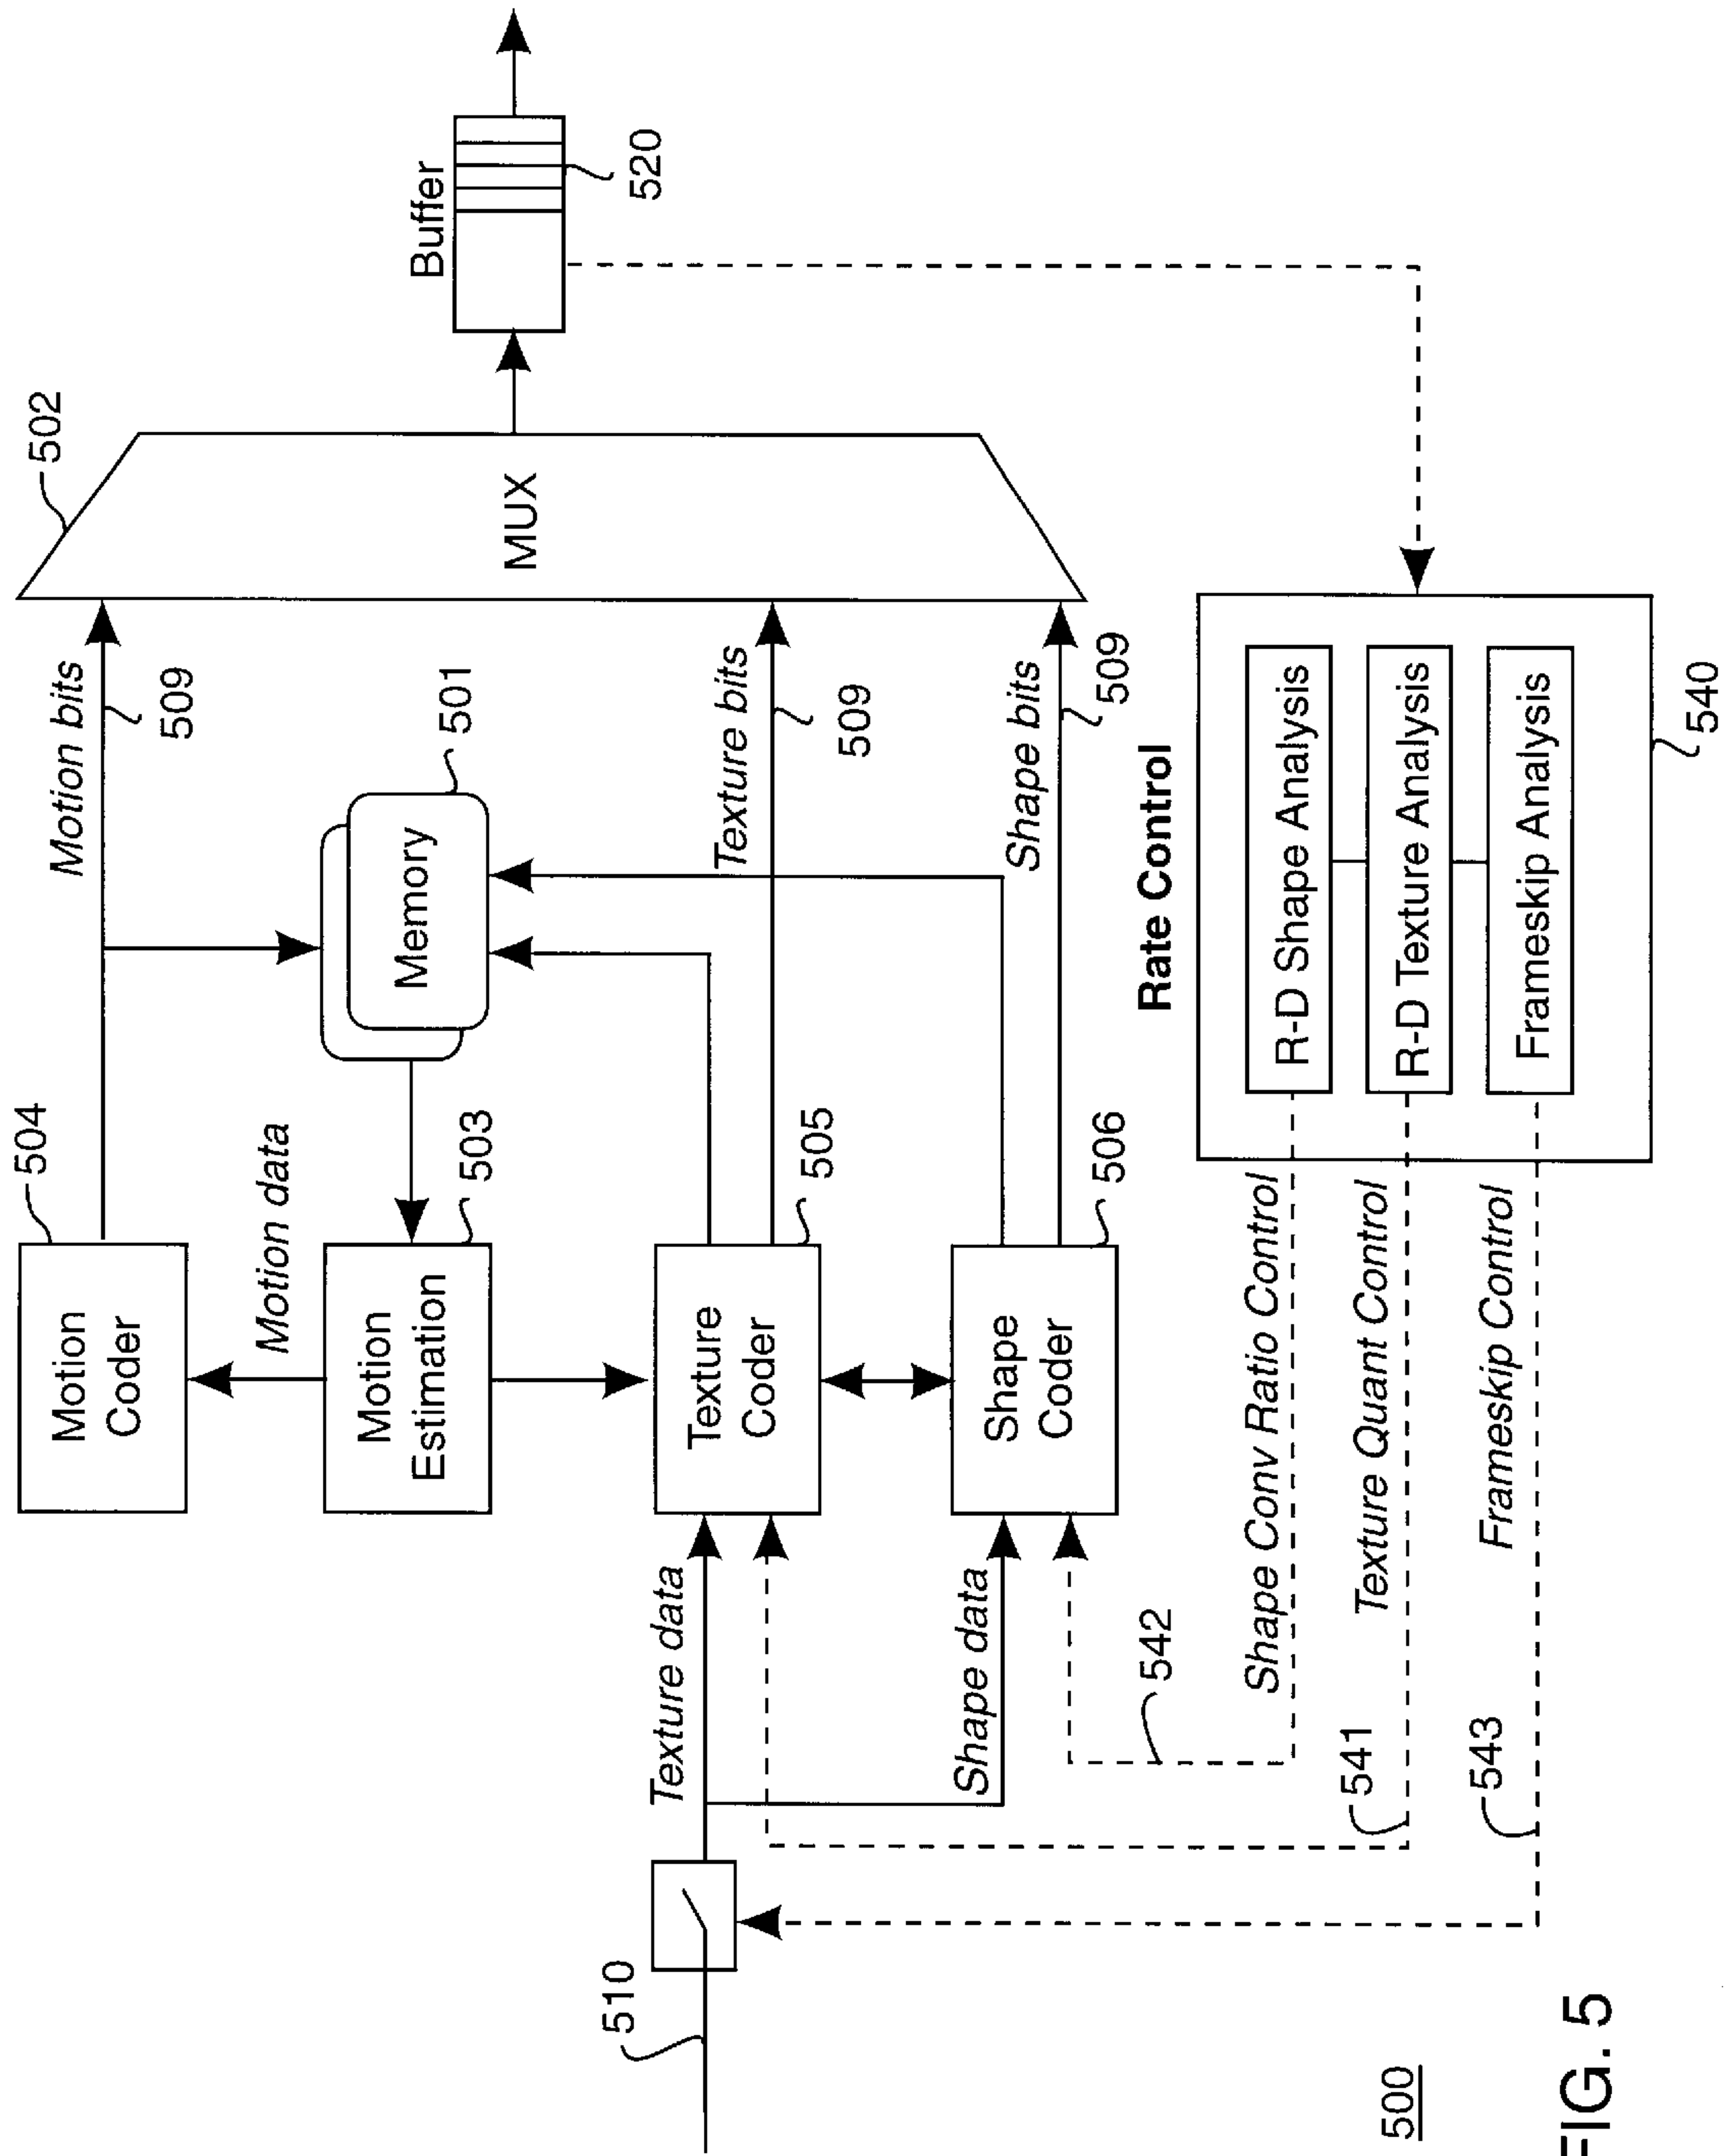 504
Motion
Coder
Motion bits
509
502
Motion data
Motion
Estimation
503
Memory
501
MUX
Buffer
520
510
Texture data
Texture
Coder
505
Texture bits
509
Shape data
Shape
Coder
506
Shape bits
509
542
Shape Conv Ratio Control
541
Texture Quant Control
543
Frameskip Control
Rate Control
R-D Shape Analysis
R-D Texture Analysis
Frameskip Analysis
540
500
FIG. 5